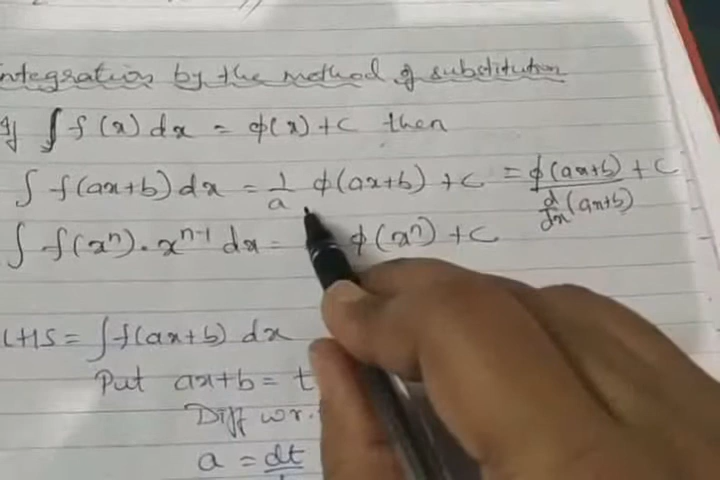 Integration by the method of substitution
If ∫ f(x) dx = φ(x) + c then
∫ f(ax+b) dx = 1/a φ(ax+b) + c = φ(ax+b)/(d/dx (ax+b)) + c
∫ f(xⁿ) · xⁿ⁻¹ dx = φ(xⁿ) + c
LHS = ∫ f(ax+b) dx
Put ax+b = t
Diff w.r.
a = dt